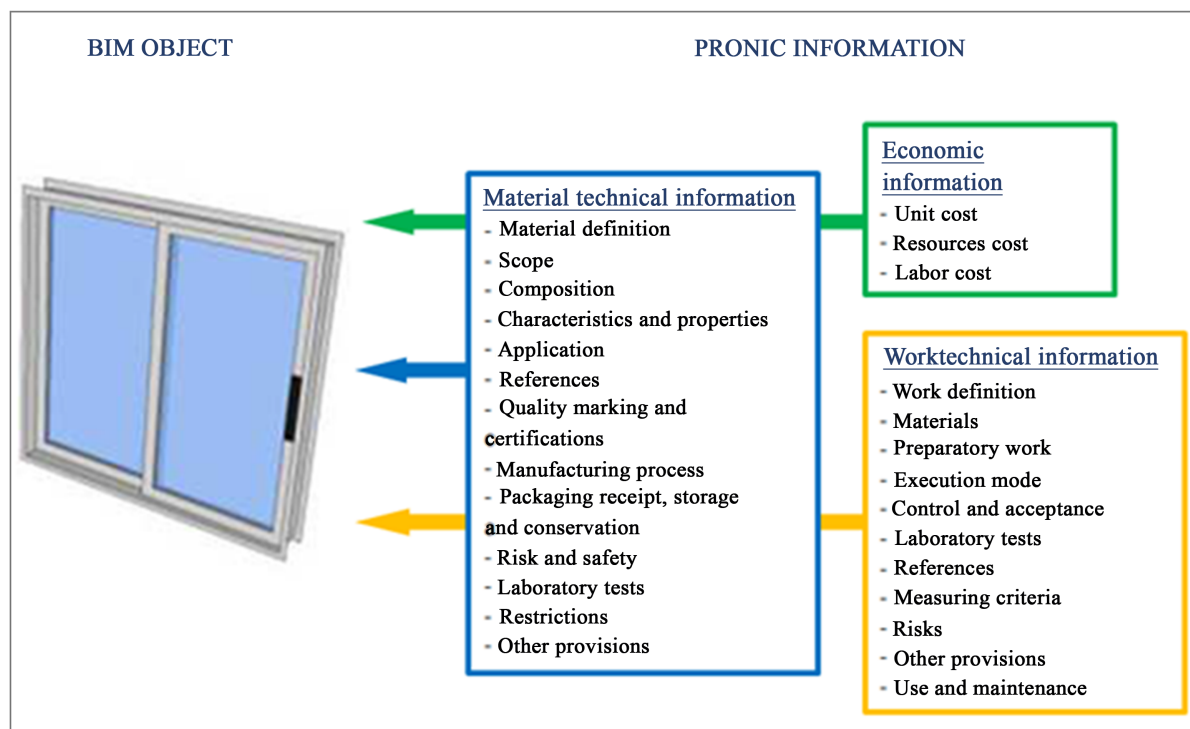 BIM OBJECT
PRONIC INFORMATION
Material technical information
- Material definition
- Scope
- Composition
- Characteristics and properties
- Application
- References
- Quality marking and
certifications
- Manufacturing process
- Packaging receipt, storage
and conservation
- Risk and safety
- Laboratory tests
- Restrictions
- Other provisions
Economic
information
- Unit cost
- Resources cost
- Labor cost
Worktechnical information
- Work definition
- Materials
- Preparatory work
- Execution mode
- Control and acceptance
- Laboratory tests
- References
- Measuring criteria
- Risks
- Other provisions
- Use and maintenance